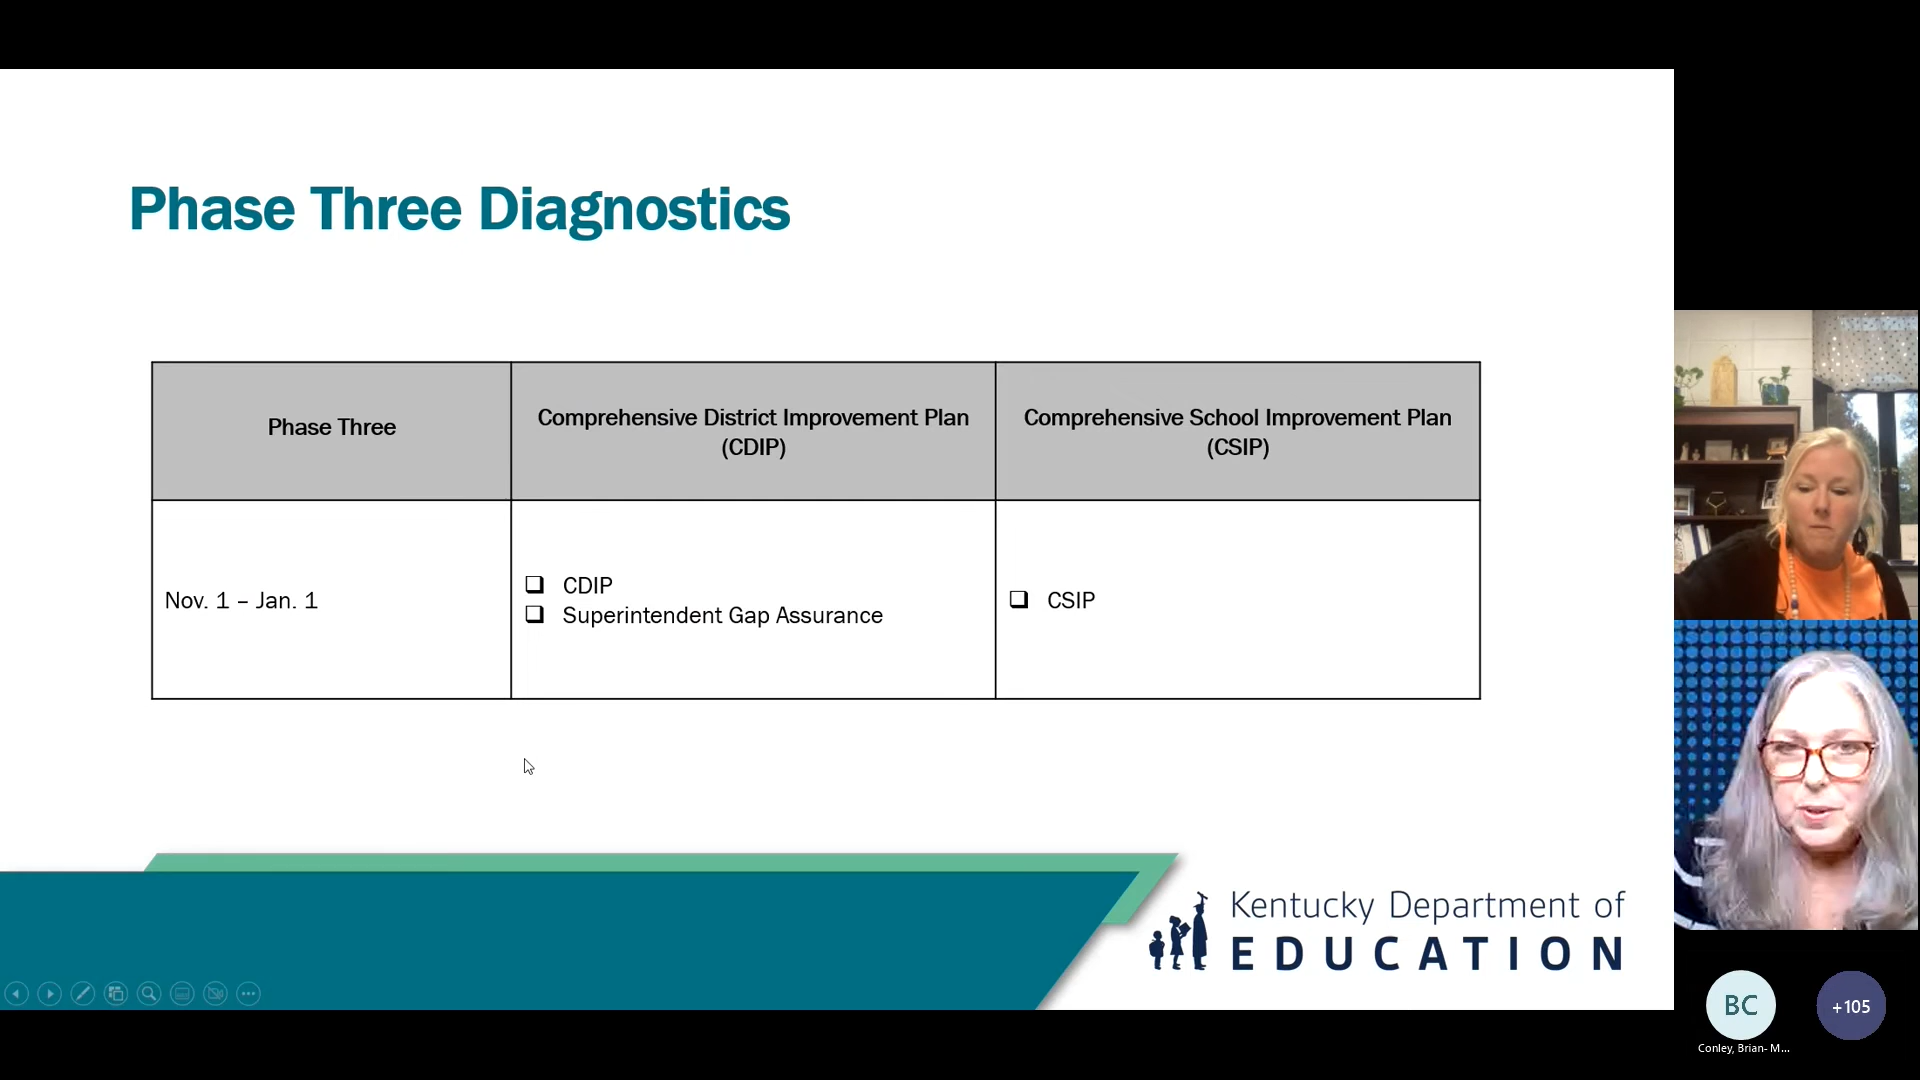 Phase Three Diagnostics
Phase Three
Comprehensive District Improvement Plan
(CDIP)
Comprehensive School Improvement Plan
(CSIP)
Nov. 1 – Jan. 1
❑ CDIP
❑ Superintendent Gap Assurance
❑ CSIP
Kentucky Department of
EDUCATION
BC
+105
Conley, Brian- M...